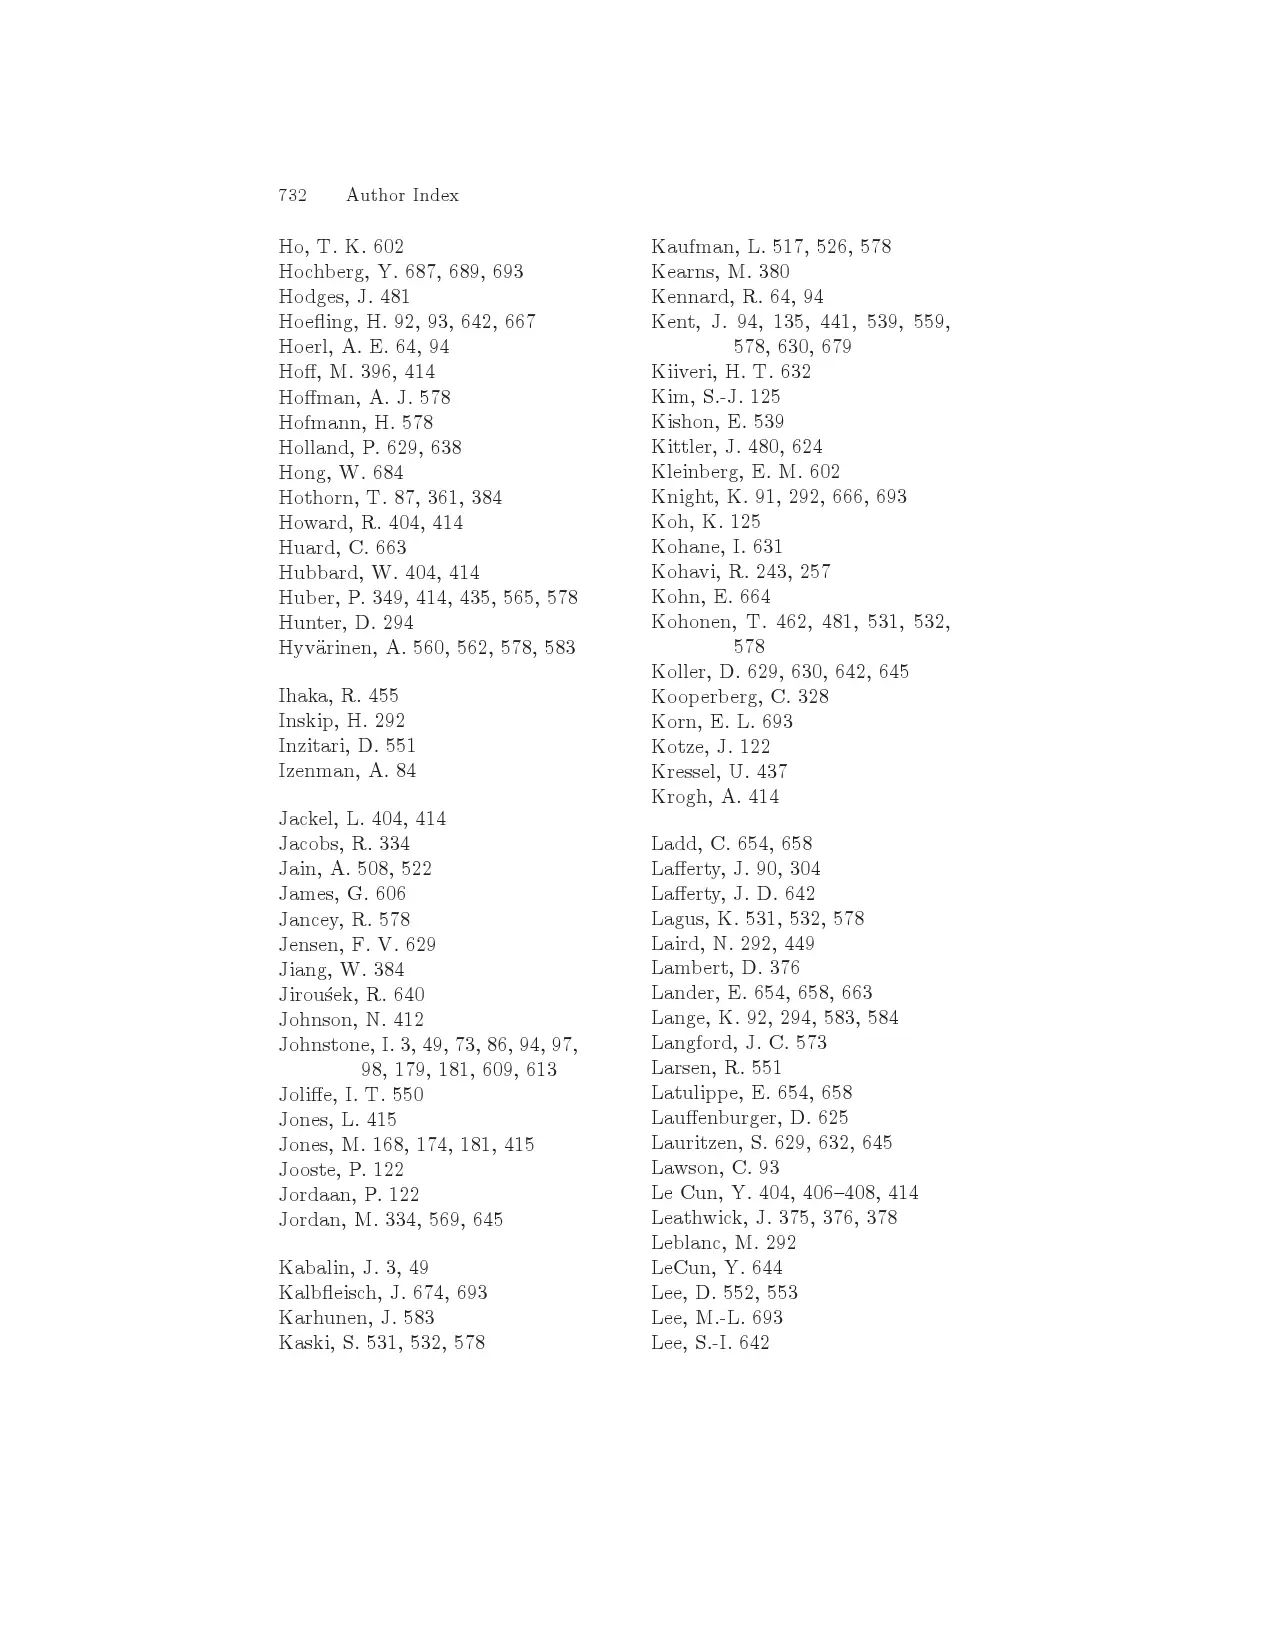 732 Author Index
Ho, T. K. 602
Hochberg, Y. 687, 689, 693
Hodges, J. 481
Hoefling, H. 92, 93, 642, 667
Hoerl, A. E. 64, 94
Hoff, M. 396, 414
Hoffman, A. J. 578
Hofmann, H. 578
Holland, P. 629, 638
Hong, W. 684
Hothorn, T. 87, 361, 384
Howard, R. 404, 414
Huard, C. 663
Hubbard, W. 404, 414
Huber, P. 349, 414, 435, 565, 578
Hunter, D. 294
Hyvärinen, A. 560, 562, 578, 583
Ihaka, R. 455
Inskip, H. 292
Inzitari, D. 551
Izenman, A. 84
Jackel, L. 404, 414
Jacobs, R. 334
Jain, A. 508, 522
James, G. 606
Jancey, R. 578
Jensen, F. V. 629
Jiang, W. 384
Jirouśek, R. 640
Johnson, N. 412
Johnstone, I. 3, 49, 73, 86, 94, 97,
98, 179, 181, 609, 613
Joliffe, I. T. 550
Jones, L. 415
Jones, M. 168, 174, 181, 415
Jooste, P. 122
Jordaan, P. 122
Jordan, M. 334, 569, 645
Kabalin, J. 3, 49
Kalbfleisch, J. 674, 693
Karhunen, J. 583
Kaski, S. 531, 532, 578
Kaufman, L. 517, 526, 578
Kearns, M. 380
Kennard, R. 64, 94
Kent, J. 94, 135, 441, 539, 559,
578, 630, 679
Kiiveri, H. T. 632
Kim, S.-J. 125
Kishon, E. 539
Kittler, J. 480, 624
Kleinberg, E. M. 602
Knight, K. 91, 292, 666, 693
Koh, K. 125
Kohane, I. 631
Kohavi, R. 243, 257
Kohn, E. 664
Kohonen, T. 462, 481, 531, 532,
578
Koller, D. 629, 630, 642, 645
Kooperberg, C. 328
Korn, E. L. 693
Kotze, J. 122
Kressel, U. 437
Krogh, A. 414
Ladd, C. 654, 658
Lafferty, J. 90, 304
Lafferty, J. D. 642
Lagus, K. 531, 532, 578
Laird, N. 292, 449
Lambert, D. 376
Lander, E. 654, 658, 663
Lange, K. 92, 294, 583, 584
Langford, J. C. 573
Larsen, R. 551
Latulippe, E. 654, 658
Lauffenburger, D. 625
Lauritzen, S. 629, 632, 645
Lawson, C. 93
Le Cun, Y. 404, 406–408, 414
Leathwick, J. 375, 376, 378
Leblanc, M. 292
LeCun, Y. 644
Lee, D. 552, 553
Lee, M.-L. 693
Lee, S.-I. 642